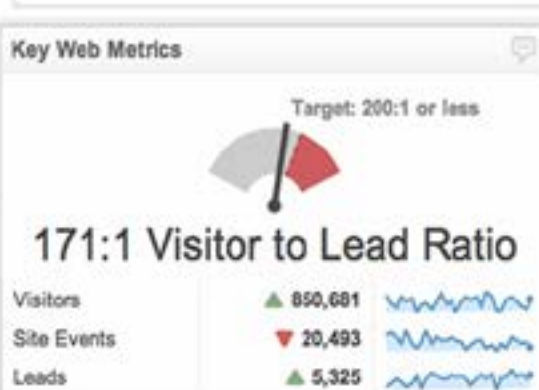 Key Web Metrics
Target: 200:1 or less
171:1 Visitor to Lead Ratio
Visitors 850,681
Site Events 20,493
Leads 5,325